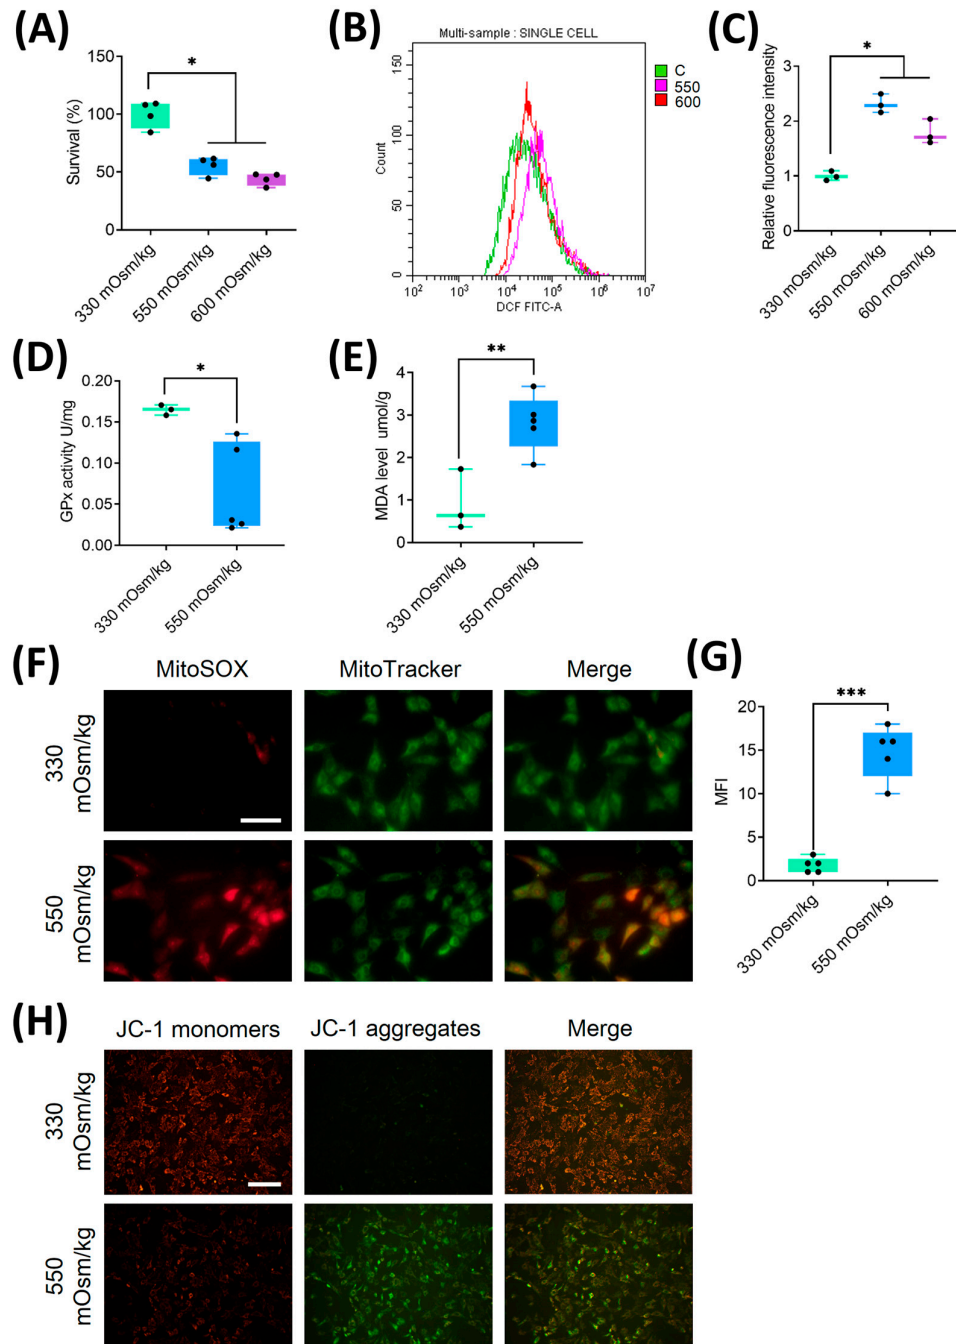 (A)
Survival (%)
150
100
50
0
*
330 mOsm/kg
550 mOsm/kg
600 mOsm/kg
(B)
Multi-sample : SINGLE CELL
Count
150
100
50
0
10² 10³ 10⁴ 10⁵ 10⁶ 10⁷
DCF FITC-A
C
550
600
(C)
Relative fluorescence intensity
3
2
1
0
*
330 mOsm/kg
550 mOsm/kg
600 mOsm/kg
(D)
GPx activity U/mg
0.20
0.15
0.10
0.05
0.00
*
330 mOsm/kg
550 mOsm/kg
(E)
MDA level umol/g
4
3
2
1
0
**
330 mOsm/kg
550 mOsm/kg
(F)
MitoSOX MitoTracker Merge
330
mOsm/kg
550
mOsm/kg
(G)
MFI
20
15
10
5
0
***
330 mOsm/kg
550 mOsm/kg
(H)
JC-1 monomers JC-1 aggregates Merge
330
mOsm/kg
550
mOsm/kg